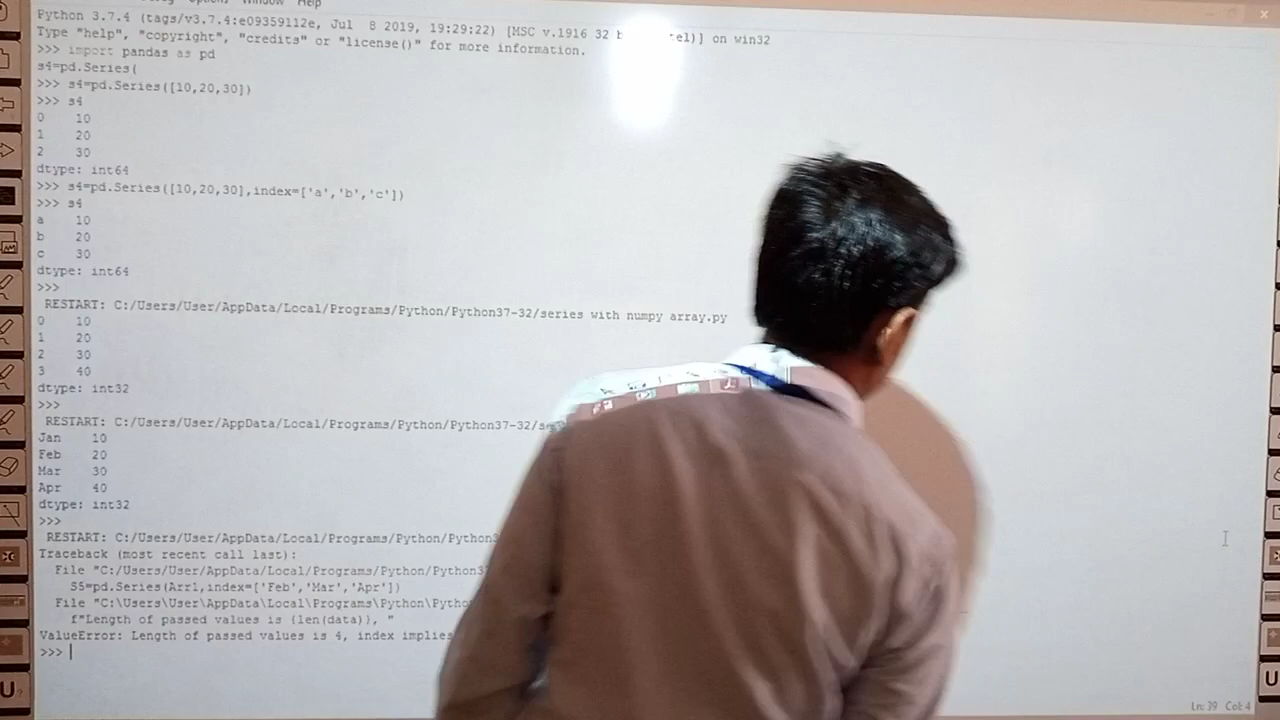 Options Window Help
Python 3.7.4 (tags/v3.7.4:e09359112e, Jul 8 2019, 19:29:22) [MSC v.1916 32 b tel)] on win32
Type "help", "copyright", "credits" or "license()" for more information.
>>> import pandas as pd
s4=pd.Series(
>>> s4=pd.Series([10,20,30])
>>> s4
0 10
1 20
2 30
dtype: int64
>>> s4=pd.Series([10,20,30],index=['a','b','c'])
>>> s4
a 10
b 20
c 30
dtype: int64
>>>
RESTART: C:/Users/User/AppData/Local/Programs/Python/Python37-32/series with numpy array.py
0 10
1 20
2 30
3 40
dtype: int32
>>>
RESTART: C:/Users/User/AppData/Local/Programs/Python/Python37-32/se
Jan 10
Feb 20
Mar 30
Apr 40
dtype: int32
>>>
RESTART: C:/Users/User/AppData/Local/Programs/Python/Python3
Traceback (most recent call last):
File "C:/Users/User/AppData/Local/Programs/Python/Python3
S5=pd.Series(Arr1,index=['Feb','Mar','Apr'])
File "C:\Users\User\AppData\Local\Programs\Python\Pytho
f"Length of passed values is {len(data)}, "
ValueError: Length of passed values is 4, index implies
>>>
Ln: 39 Col: 4
U
U